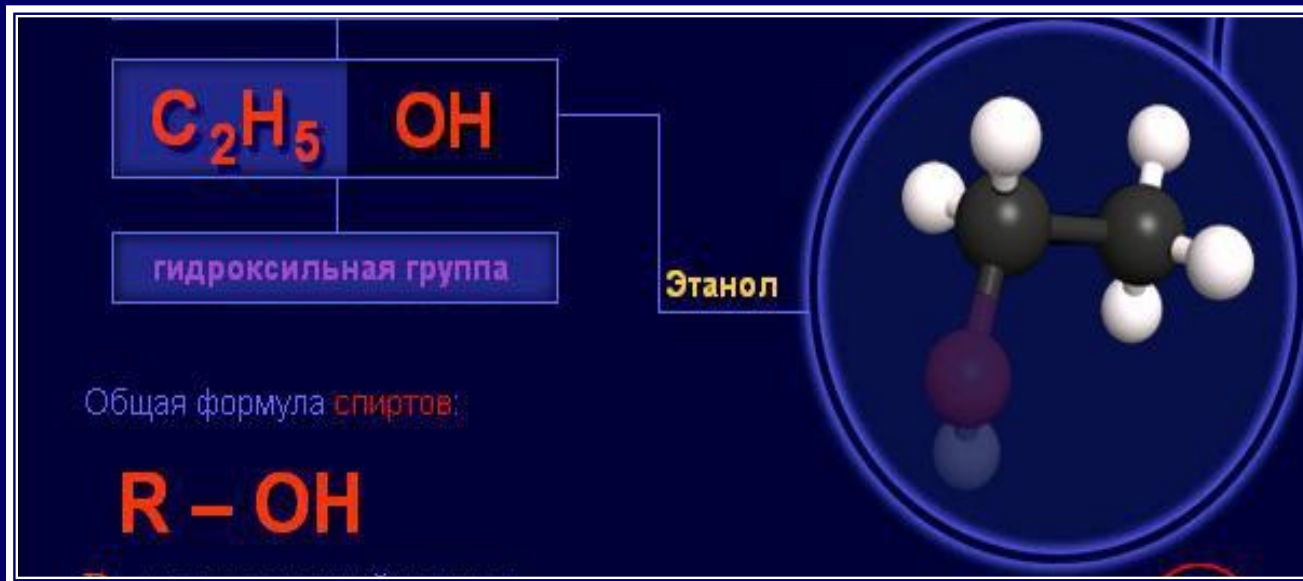 C₂H₅ OH
гидроксильная группа
Этанол
Общая формула спиртов:
R – OH